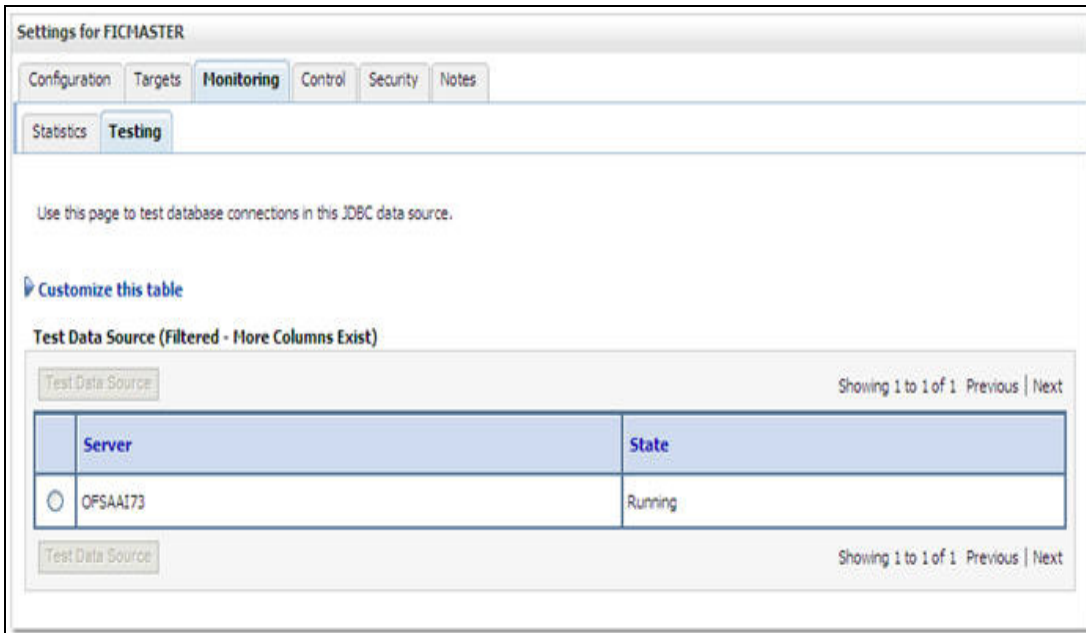 Settings for FICMASTER
Configuration Targets Monitoring Control Security Notes
Statistics Testing
Use this page to test database connections in this JDBC data source.
Customize this table
Test Data Source (Filtered - More Columns Exist)
Test Data Source Showing 1 to 1 of 1 Previous | Next
Server State
OFSAAI73 Running
Test Data Source Showing 1 to 1 of 1 Previous | Next